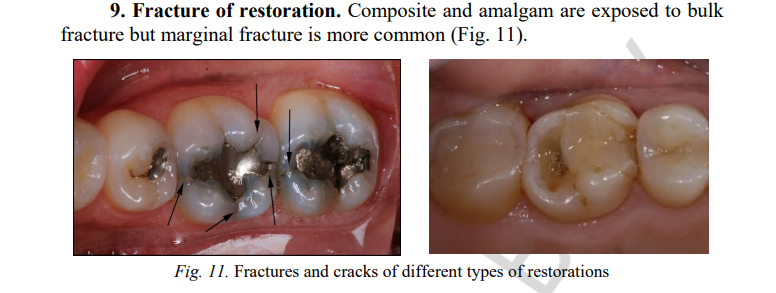 9. Fracture of restoration. Composite and amalgam are exposed to bulk
fracture but marginal fracture is more common (Fig. 11).
Fig. 11. Fractures and cracks of different types of restorations